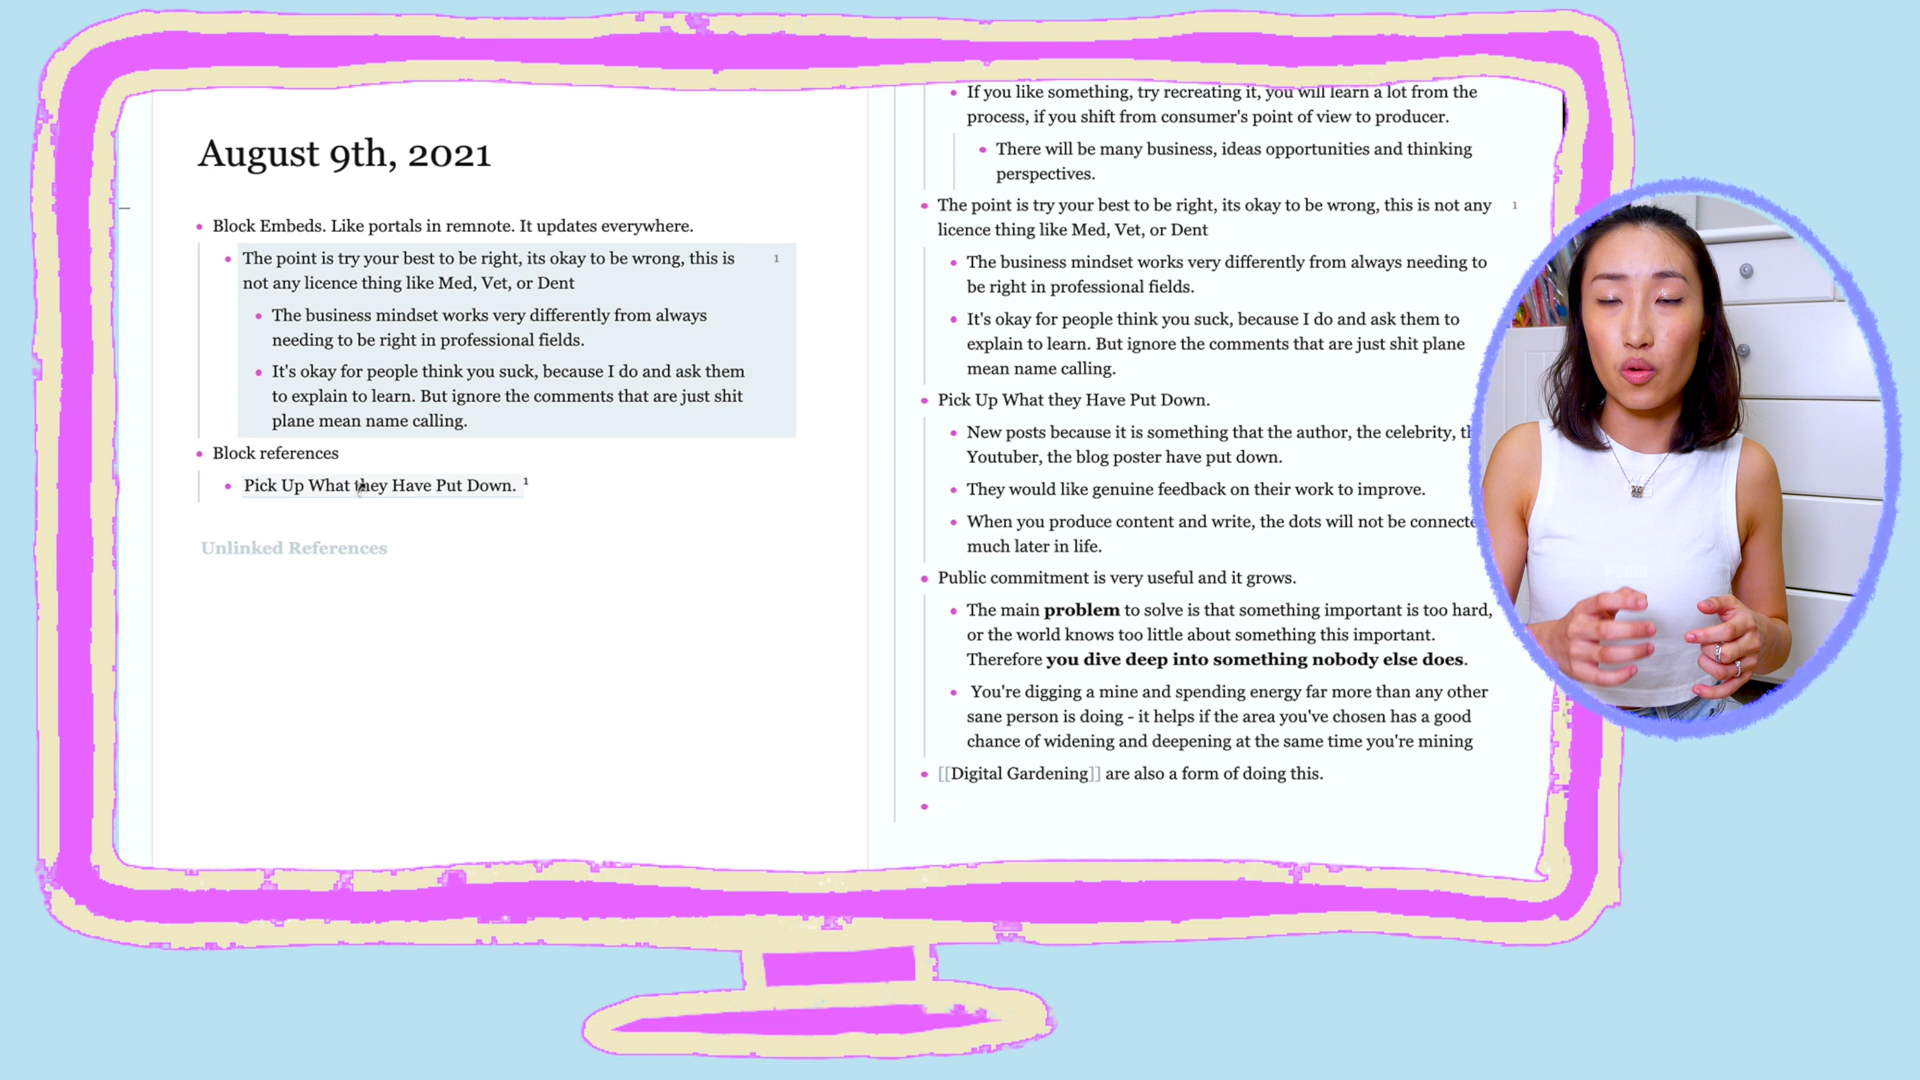 August 9th, 2021
Block Embeds. Like portals in remnote. It updates everywhere.
The point is try your best to be right, its okay to be wrong, this is 1
not any licence thing like Med, Vet, or Dent
The business mindset works very differently from always
needing to be right in professional fields.
It's okay for people think you suck, because I do and ask them
to explain to learn. But ignore the comments that are just shit
plane mean name calling.
Block references
Pick Up What they Have Put Down. 1
Unlinked References
If you like something, try recreating it, you will learn a lot from the
process, if you shift from consumer's point of view to producer.
There will be many business, ideas opportunities and thinking
perspectives.
The point is try your best to be right, its okay to be wrong, this is not any 1
licence thing like Med, Vet, or Dent
The business mindset works very differently from always needing to
be right in professional fields.
It's okay for people think you suck, because I do and ask them to
explain to learn. But ignore the comments that are just shit plane
mean name calling.
Pick Up What they Have Put Down.
New posts because it is something that the author, the celebrity,
Youtuber, the blog poster have put down.
They would like genuine feedback on their work to improve.
When you produce content and write, the dots will not be
much later in life.
Public commitment is very useful and it grows.
The main problem to solve is that something important is too hard,
or the world knows too little about something this important.
Therefore you dive deep into something nobody else does.
You're digging a mine and spending energy far more than any other
sane person is doing - it helps if the area you've chosen has a good
chance of widening and deepening at the same time you're mining
[[Digital Gardening]] are also a form of doing this.